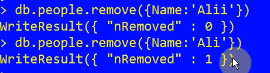 > db.people.remove({Name:'Alii'})
WriteResult({ "nRemoved" : 0 })
> db.people.remove({Name:'Ali'})
WriteResult({ "nRemoved" : 1 })